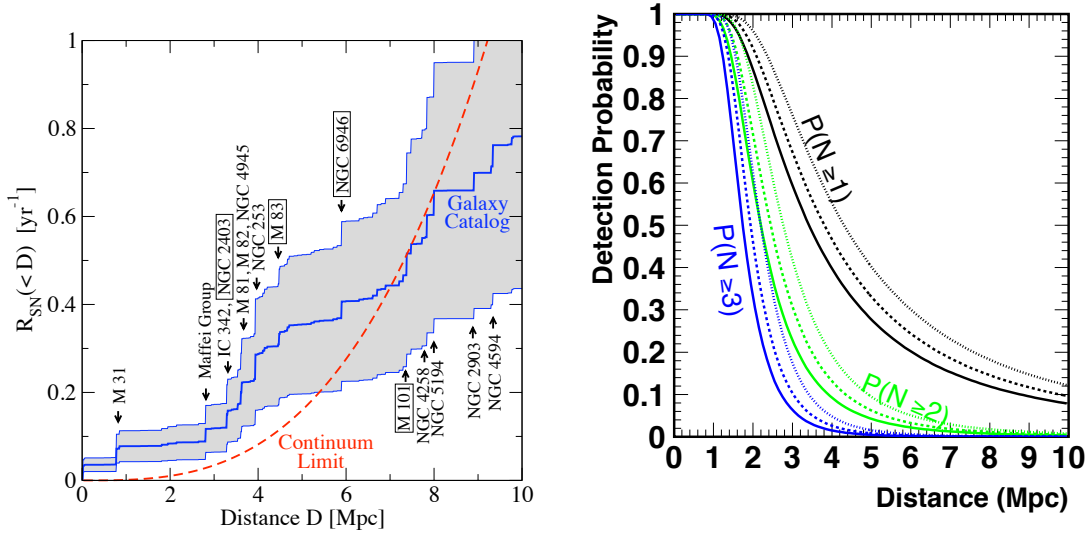 1
0.8
0.6
0.4
0.2
0
R_SN(< D) [yr⁻¹]
M 31
Maffei Group
IC 342, NGC 2403
M 81, M 82, NGC 4945
NGC 253
M 83
NGC 6946
Galaxy
Catalog
M 101
NGC 4258
NGC 5194
NGC 2903
NGC 4594
Continuum
Limit
0 2 4 6 8 10
Distance D [Mpc]
Detection Probability
1
0.9
0.8
0.7
0.6
0.5
0.4
0.3
0.2
0.1
0
P(N ≥1)
P(N ≥3)
P(N ≥2)
0 1 2 3 4 5 6 7 8 9 10
Distance (Mpc)